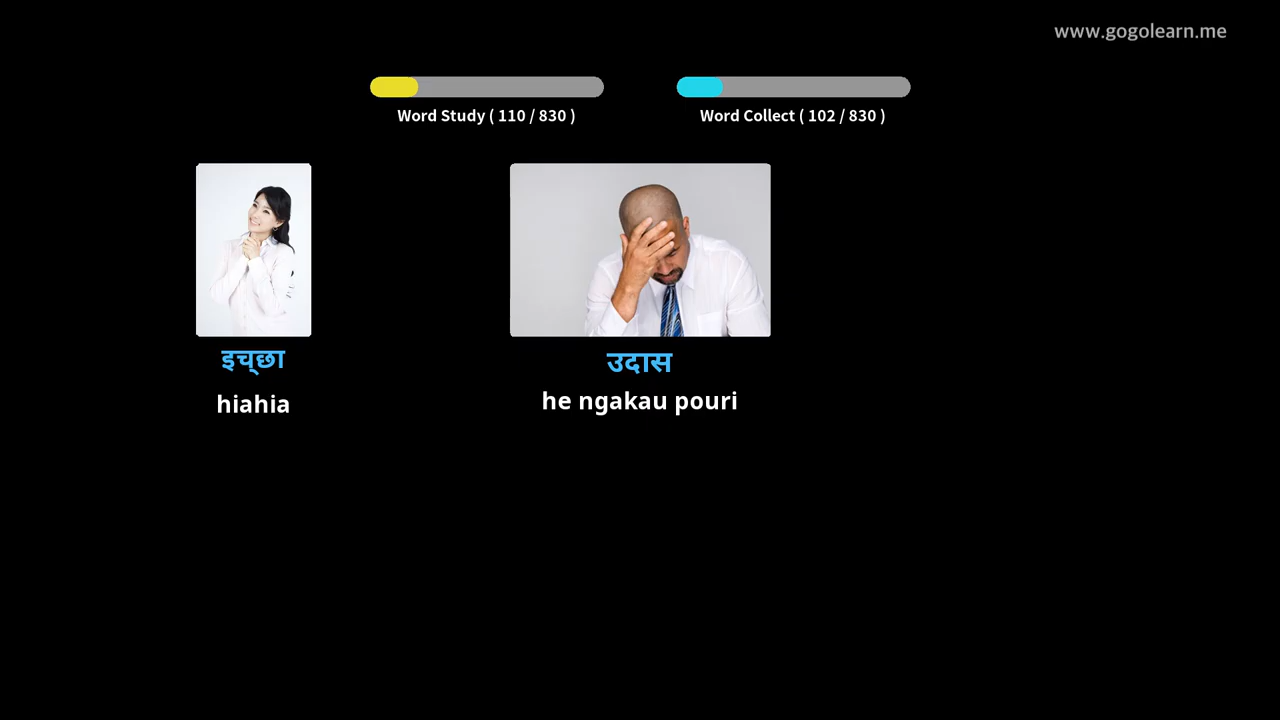 www.gogolearn.me
Word Study ( 110 / 830 )
Word Collect ( 102 / 830 )
इच्छा
उदास
hiahia
he ngakau pouri